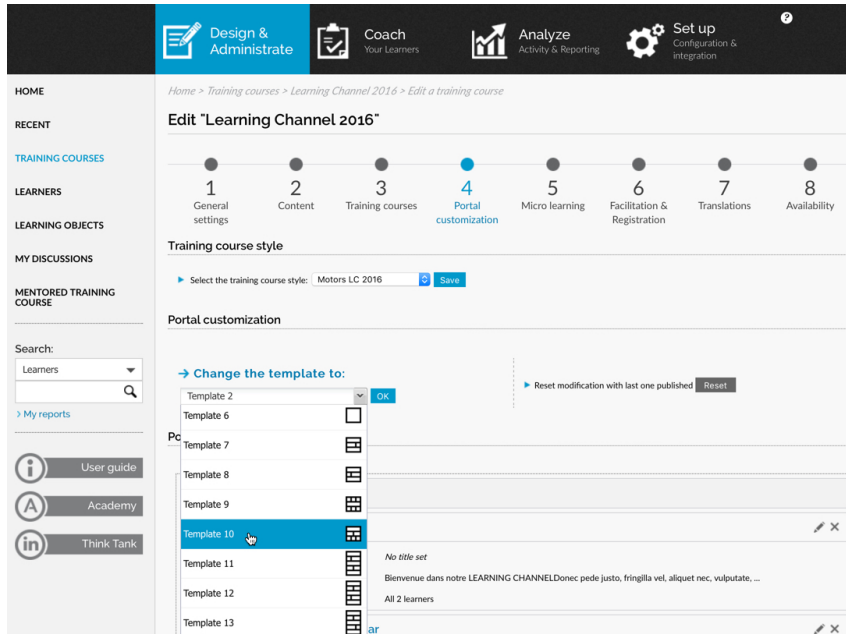 Design & Administrate
Coach
Your Learners
Analyze
Activity & Reporting
Set up
Configuration & integration
?
HOME
RECENT
TRAINING COURSES
LEARNERS
LEARNING OBJECTS
MY DISCUSSIONS
MENTORED TRAINING COURSE
Search:
Learners
> My reports
i User guide
A Academy
in Think Tank
Home > Training courses > Learning Channel 2016 > Edit a training course
Edit "Learning Channel 2016"
1 General settings
2 Content
3 Training courses
4 Portal customization
5 Micro learning
6 Facilitation & Registration
7 Translations
8 Availability
Training course style
Select the training course style: Motors LC 2016 Save
Portal customization
→ Change the template to:
Template 2 OK
Reset modification with last one published Reset
Template 6
Template 7
Template 8
Template 9
Template 10
Template 11
Template 12
Template 13
No title set
Bienvenue dans notre LEARNING CHANNELDonec pede justo, fringilla vel, aliquet nec, vulputate, ...
All 2 learners